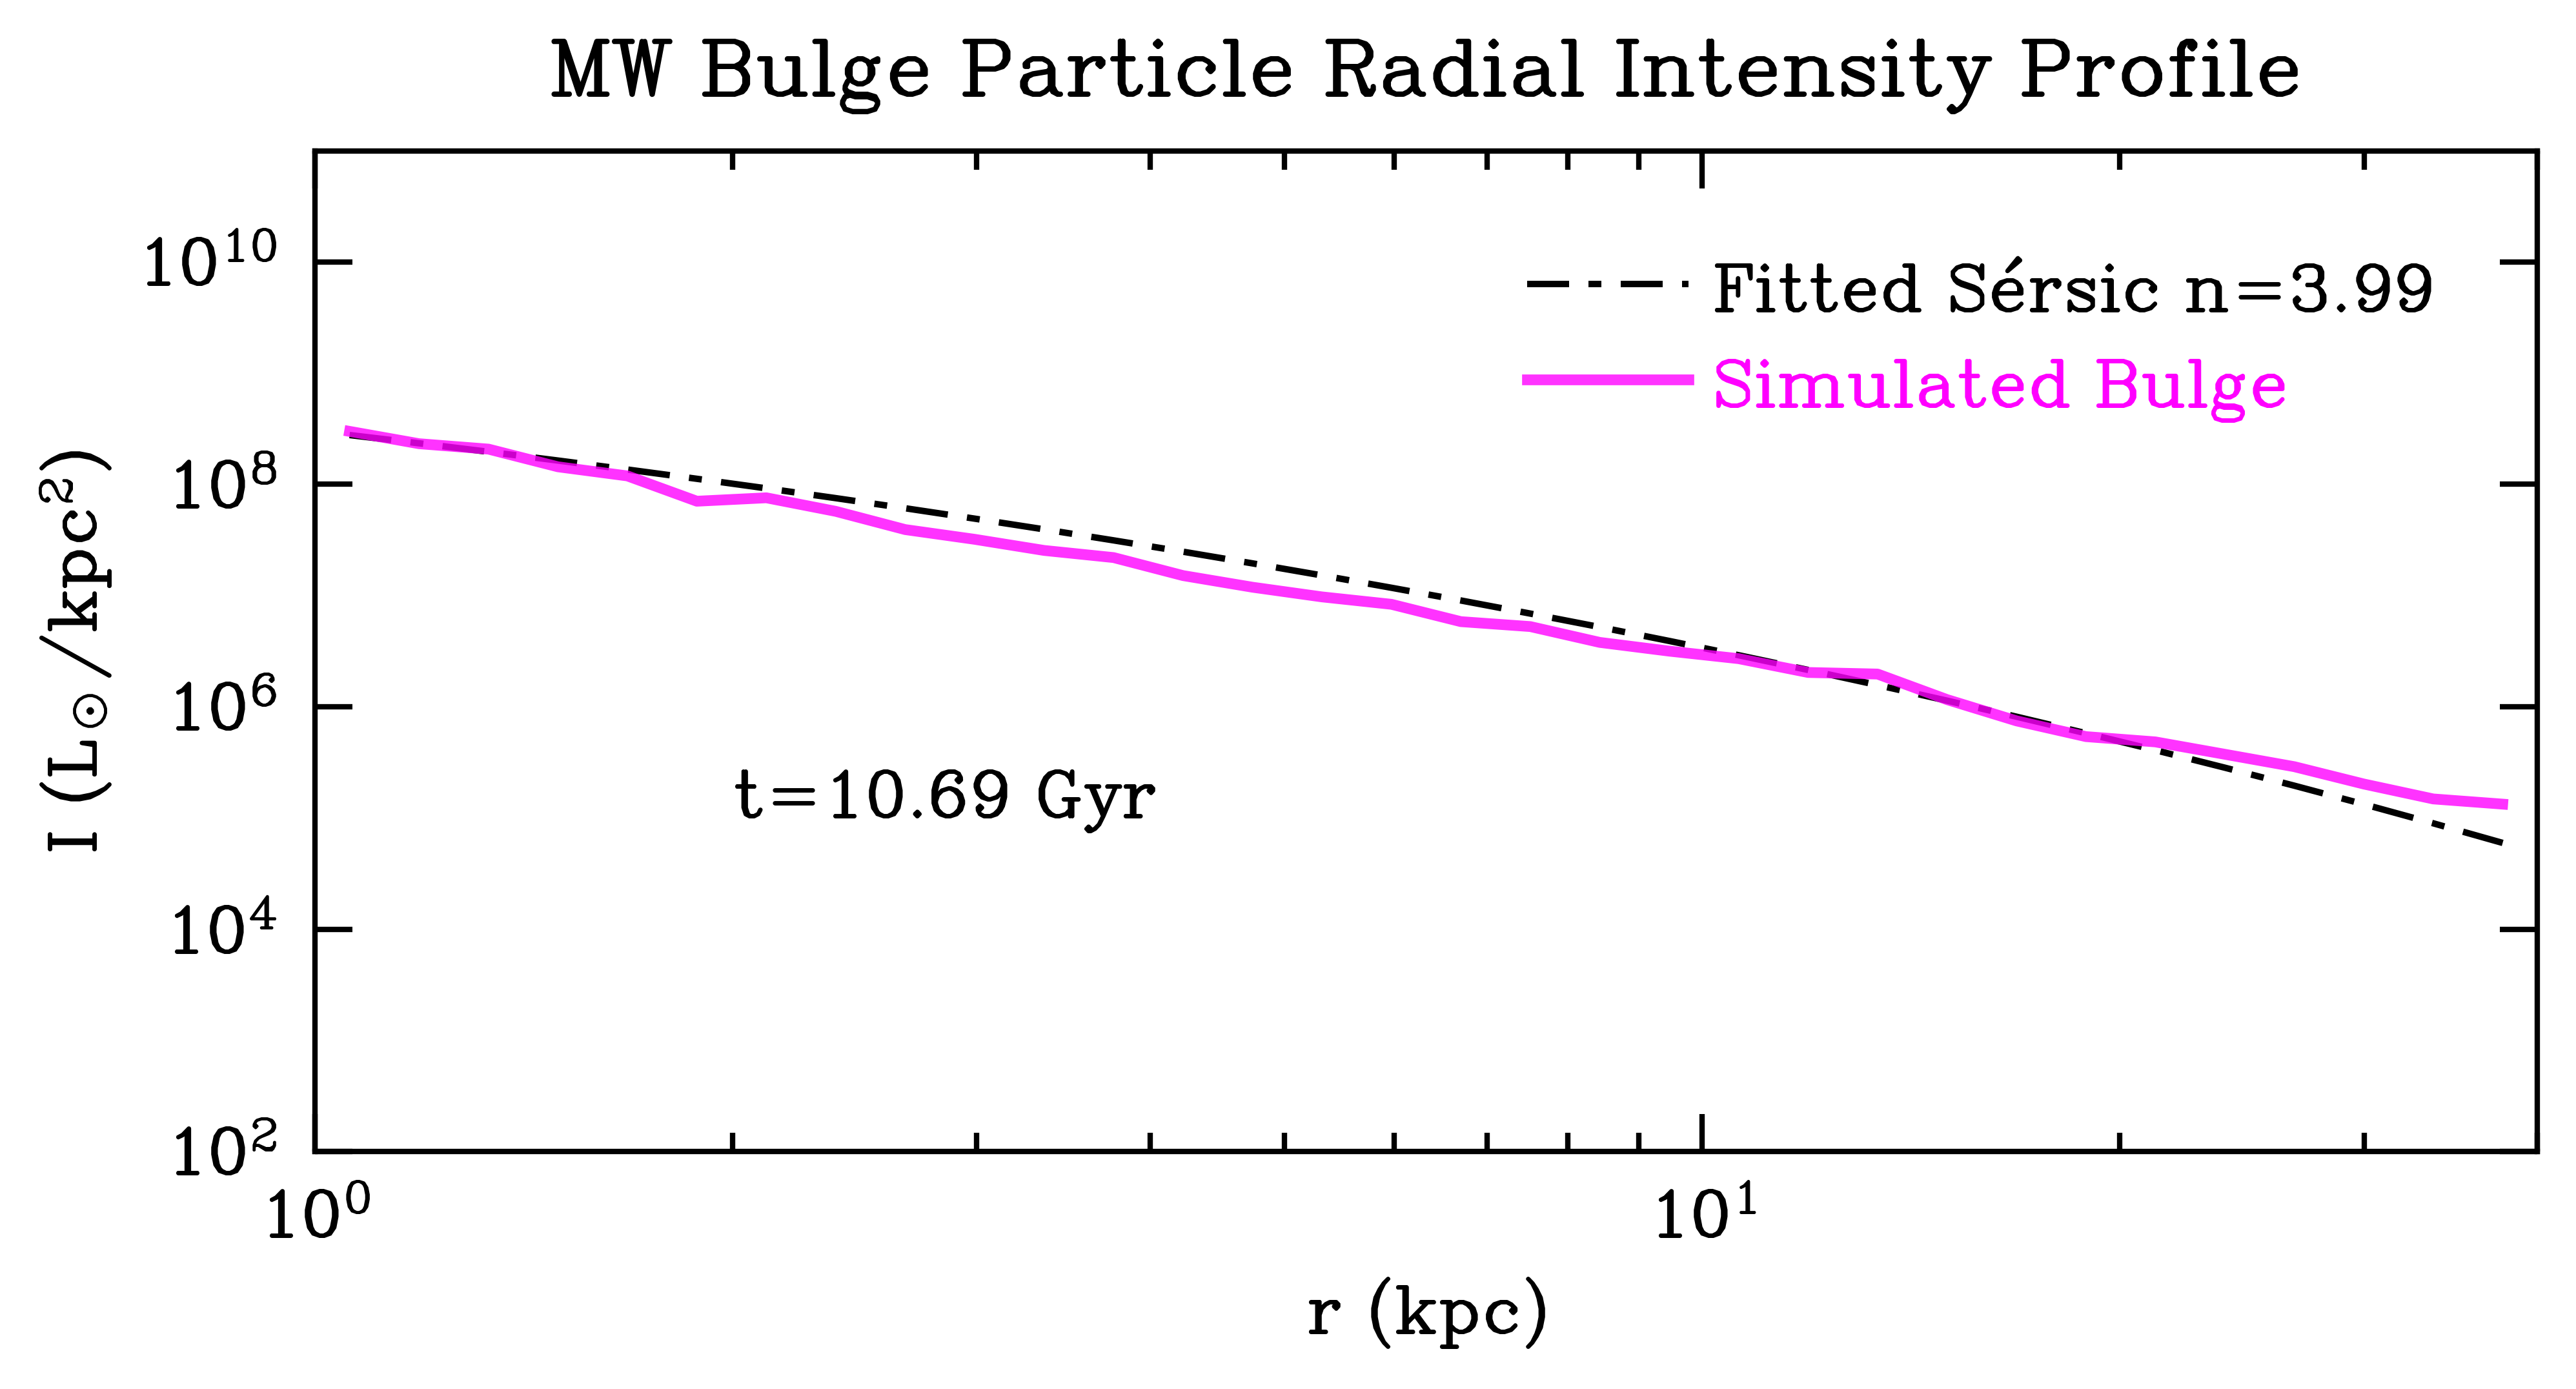 MW Bulge Particle Radial Intensity Profile
10¹⁰
10⁸
10⁶
10⁴
10²
I (L⊙/kpc²)
Fitted Sérsic n=3.99
Simulated Bulge
t=10.69 Gyr
10⁰
10¹
r (kpc)